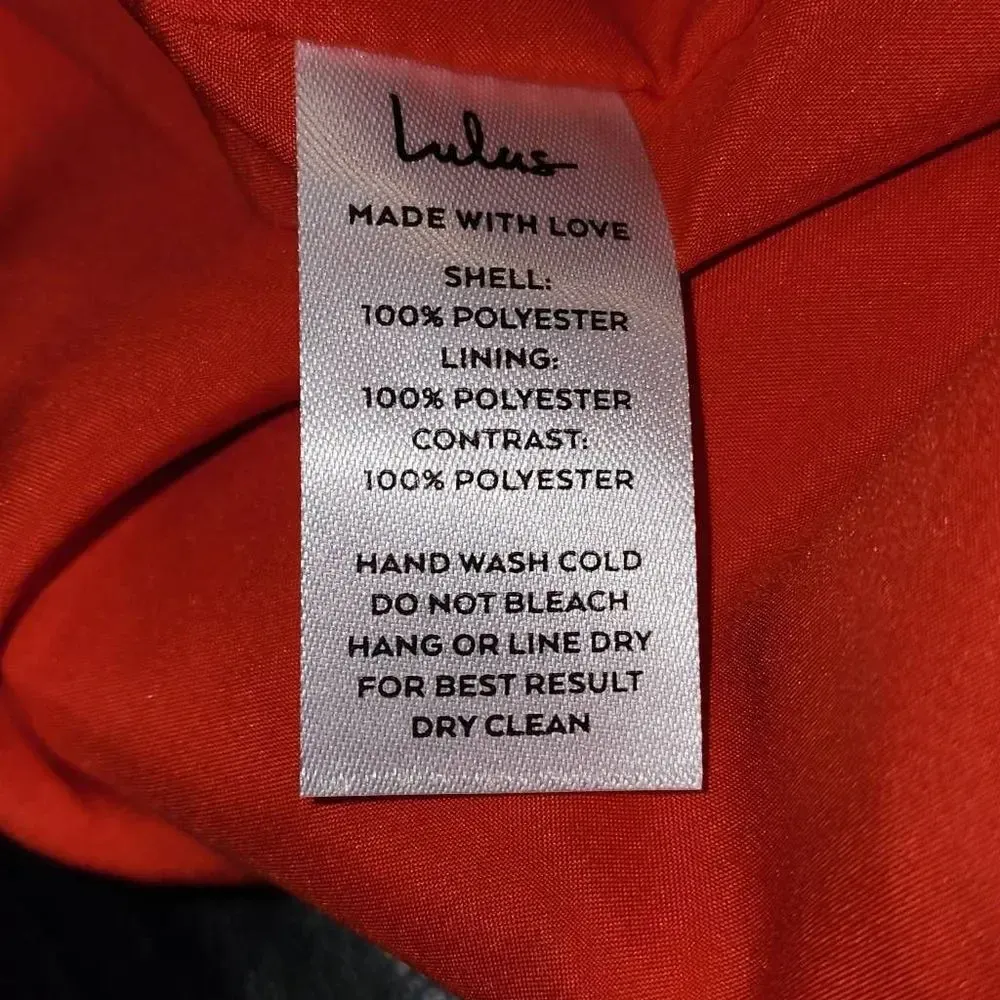 Lulus
MADE WITH LOVE
SHELL:
100% POLYESTER
LINING:
100% POLYESTER
CONTRAST:
100% POLYESTER
HAND WASH COLD
DO NOT BLEACH
HANG OR LINE DRY
FOR BEST RESULT
DRY CLEAN